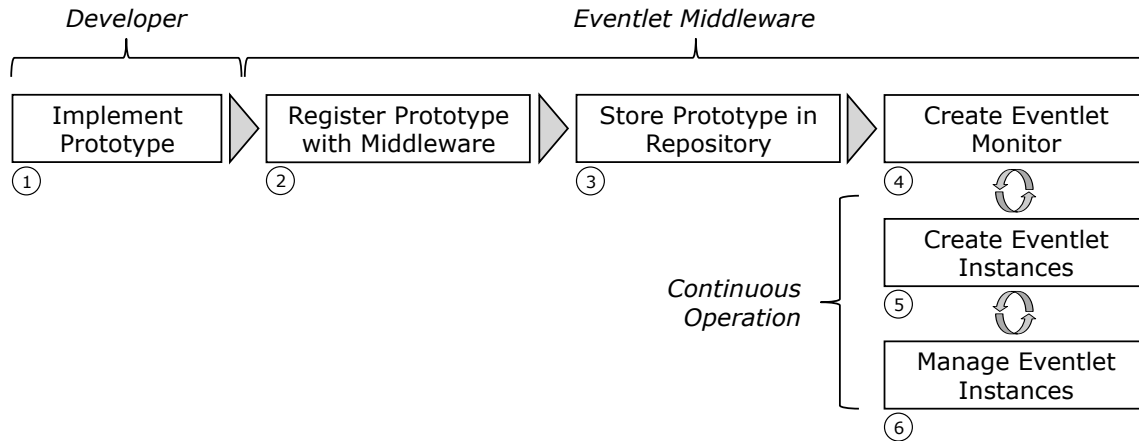 Developer
Eventlet Middleware
Implement
Prototype
1
Register Prototype
with Middleware
2
Store Prototype in
Repository
3
Create Eventlet
Monitor
4
Continuous
Operation
Create Eventlet
Instances
5
Manage Eventlet
Instances
6